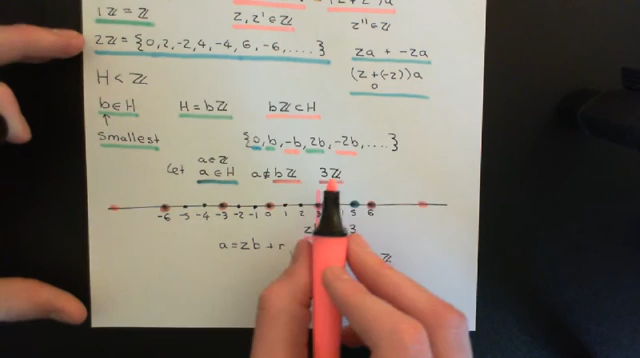 1ℤ = ℤ
z, z' ∈ ℤ
z'' ∈ ℤ
2ℤ = {0, 2, -2, 4, -4, 6, -6, ....}
za + -za
(z + (-z))a
0
H < ℤ
b ∈ H H = bℤ bℤ ⊂ H
↑
smallest
{0, b, -b, 2b, -2b, ....}
Let a ∈ ℤ
a ∈ H a ∉ bℤ 3ℤ
-6 -5 -4 -3 -2 -1 0 1 2 3 5 6
3
a = zb + r
ℤ